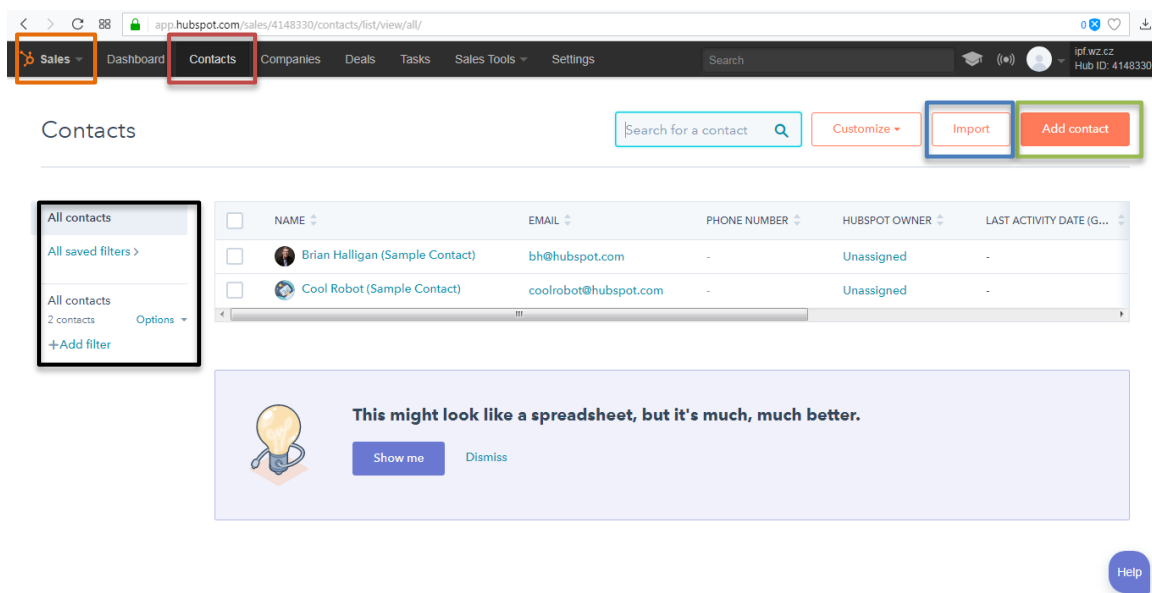 app.hubspot.com/sales/4148330/contacts/list/view/all/ 0
Sales Dashboard Contacts Companies Deals Tasks Sales Tools Settings Search ipf.wz.cz
Hub ID: 4148330
Contacts Search for a contact Customize Import Add contact
All contacts
All saved filters >
All contacts
2 contacts Options
+Add filter
NAME EMAIL PHONE NUMBER HUBSPOT OWNER LAST ACTIVITY DATE (G...
Brian Halligan (Sample Contact) bh@hubspot.com - Unassigned -
Cool Robot (Sample Contact) coolrobot@hubspot.com - Unassigned -
This might look like a spreadsheet, but it's much, much better.
Show me Dismiss
Help